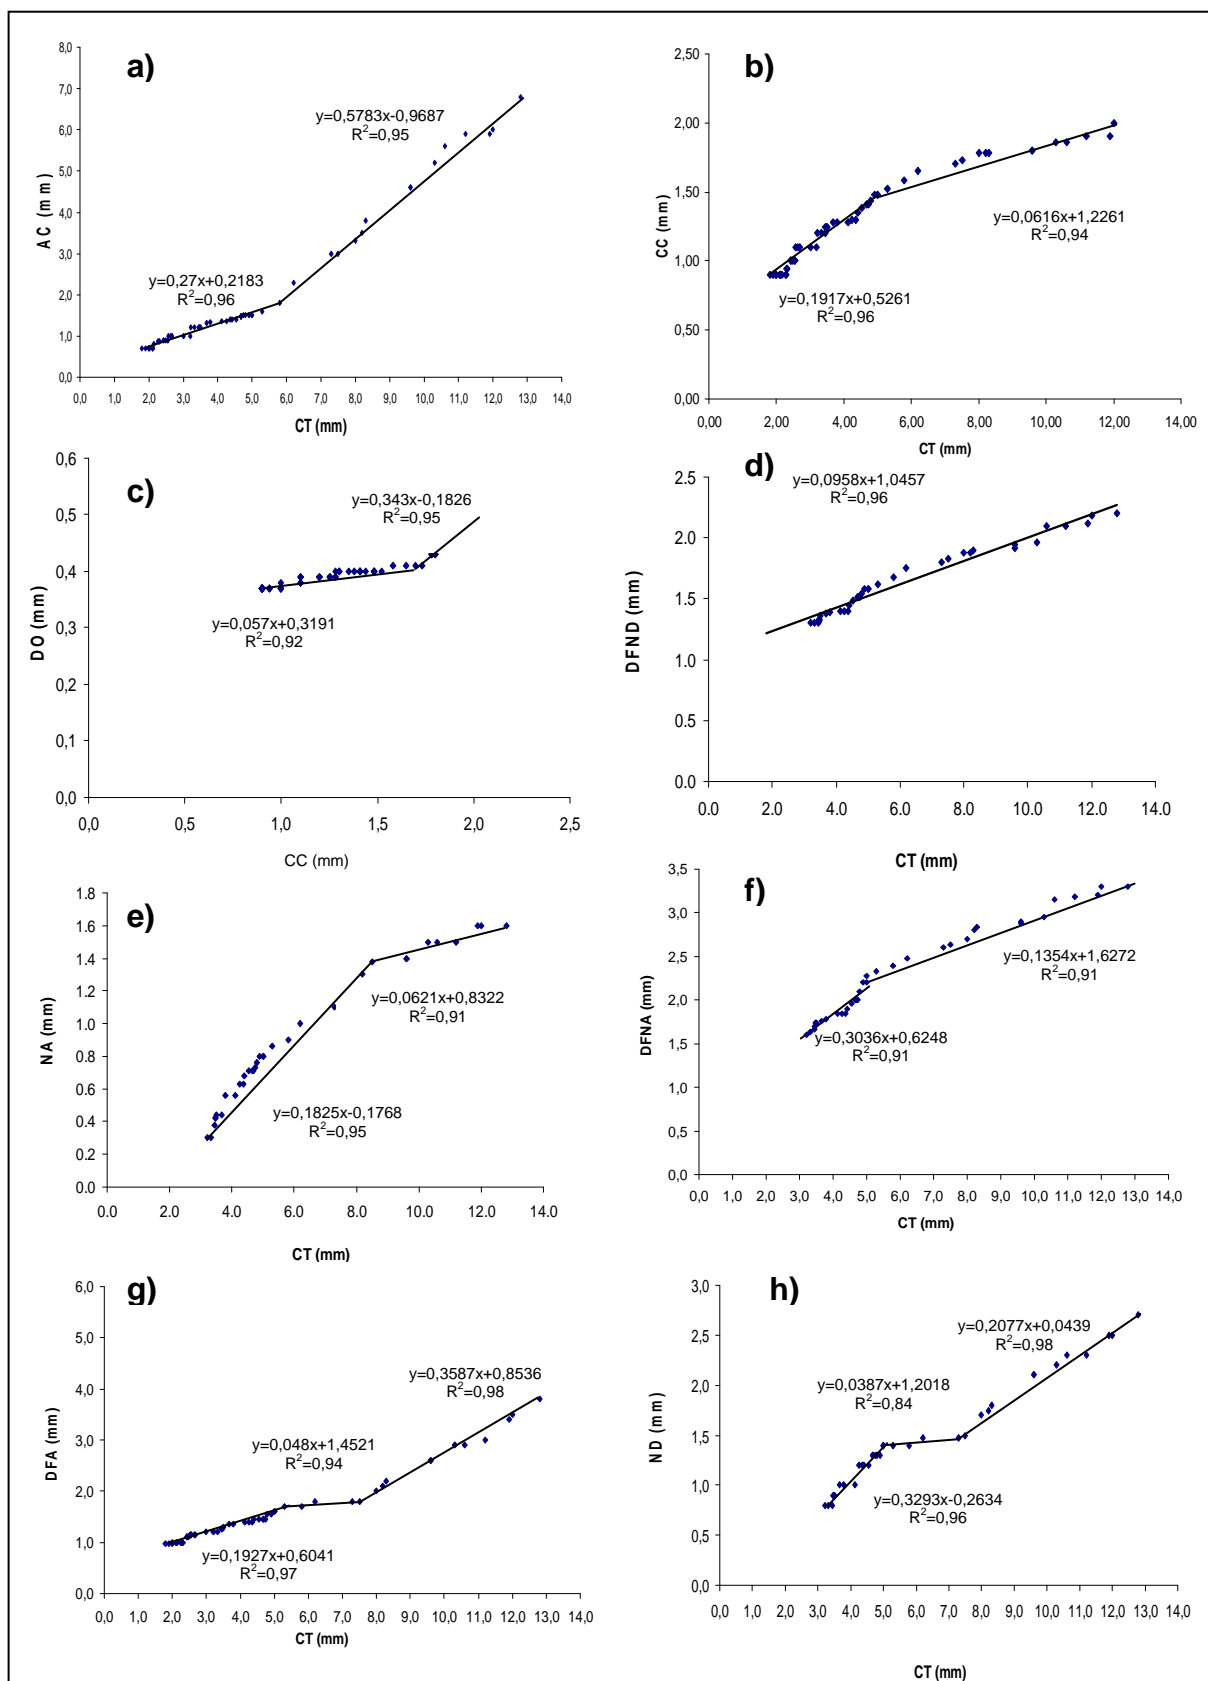 a)
8,0
7,0
6,0
5,0
4,0
3,0
2,0
1,0
0,0
AC (mm)
y=0,5783x-0,9687
R²=0,95
y=0,27x+0,2183
R²=0,96
0,0 1,0 2,0 3,0 4,0 5,0 6,0 7,0 8,0 9,0 10,0 11,0 12,0 13,0 14,0
CT (mm)
b)
2,50
2,00
1,50
1,00
0,50
0,00
CC (mm)
y=0,0616x+1,2261
R²=0,94
y=0,1917x+0,5261
R²=0,96
0,00 2,00 4,00 6,00 8,00 10,00 12,00 14,00
CT (mm)
c)
0,6
0,5
0,4
0,3
0,2
0,1
0,0
DO (mm)
y=0,343x-0,1826
R²=0,95
y=0,057x+0,3191
R²=0,92
0,0 0,5 1,0 1,5 2,0 2,5
CC (mm)
d)
2.5
2.0
1.5
1.0
0.5
0.0
DFND (mm)
y=0,0958x+1,0457
R²=0,96
0.0 2.0 4.0 6.0 8.0 10.0 12.0 14.0
CT (mm)
e)
1.8
1.6
1.4
1.2
1.0
0.8
0.6
0.4
0.2
0.0
NA (mm)
y=0,0621x+0,8322
R²=0,91
y=0,1825x-0,1768
R²=0,95
0.0 2.0 4.0 6.0 8.0 10.0 12.0 14.0
CT (mm)
f)
3,5
3,0
2,5
2,0
1,5
1,0
0,5
0,0
DFNA (mm)
y=0,1354x+1,6272
R²=0,91
y=0,3036x+0,6248
R²=0,91
0,0 1,0 2,0 3,0 4,0 5,0 6,0 7,0 8,0 9,0 10,0 11,0 12,0 13,0 14,0
CT (mm)
g)
6,0
5,0
4,0
3,0
2,0
1,0
0,0
DFA (mm)
y=0,3587x+0,8536
R²=0,98
y=0,048x+1,4521
R²=0,94
y=0,1927x+0,6041
R²=0,97
0,0 1,0 2,0 3,0 4,0 5,0 6,0 7,0 8,0 9,0 10,0 11,0 12,0 13,0
CT (mm)
h)
3,0
2,5
2,0
1,5
1,0
0,5
0,0
ND (mm)
y=0,2077x+0,0439
R²=0,98
y=0,0387x+1,2018
R²=0,84
y=0,3293x-0,2634
R²=0,96
0,0 1,0 2,0 3,0 4,0 5,0 6,0 7,0 8,0 9,0 10,0 11,0 12,0 13,0 14,0
CT (mm)